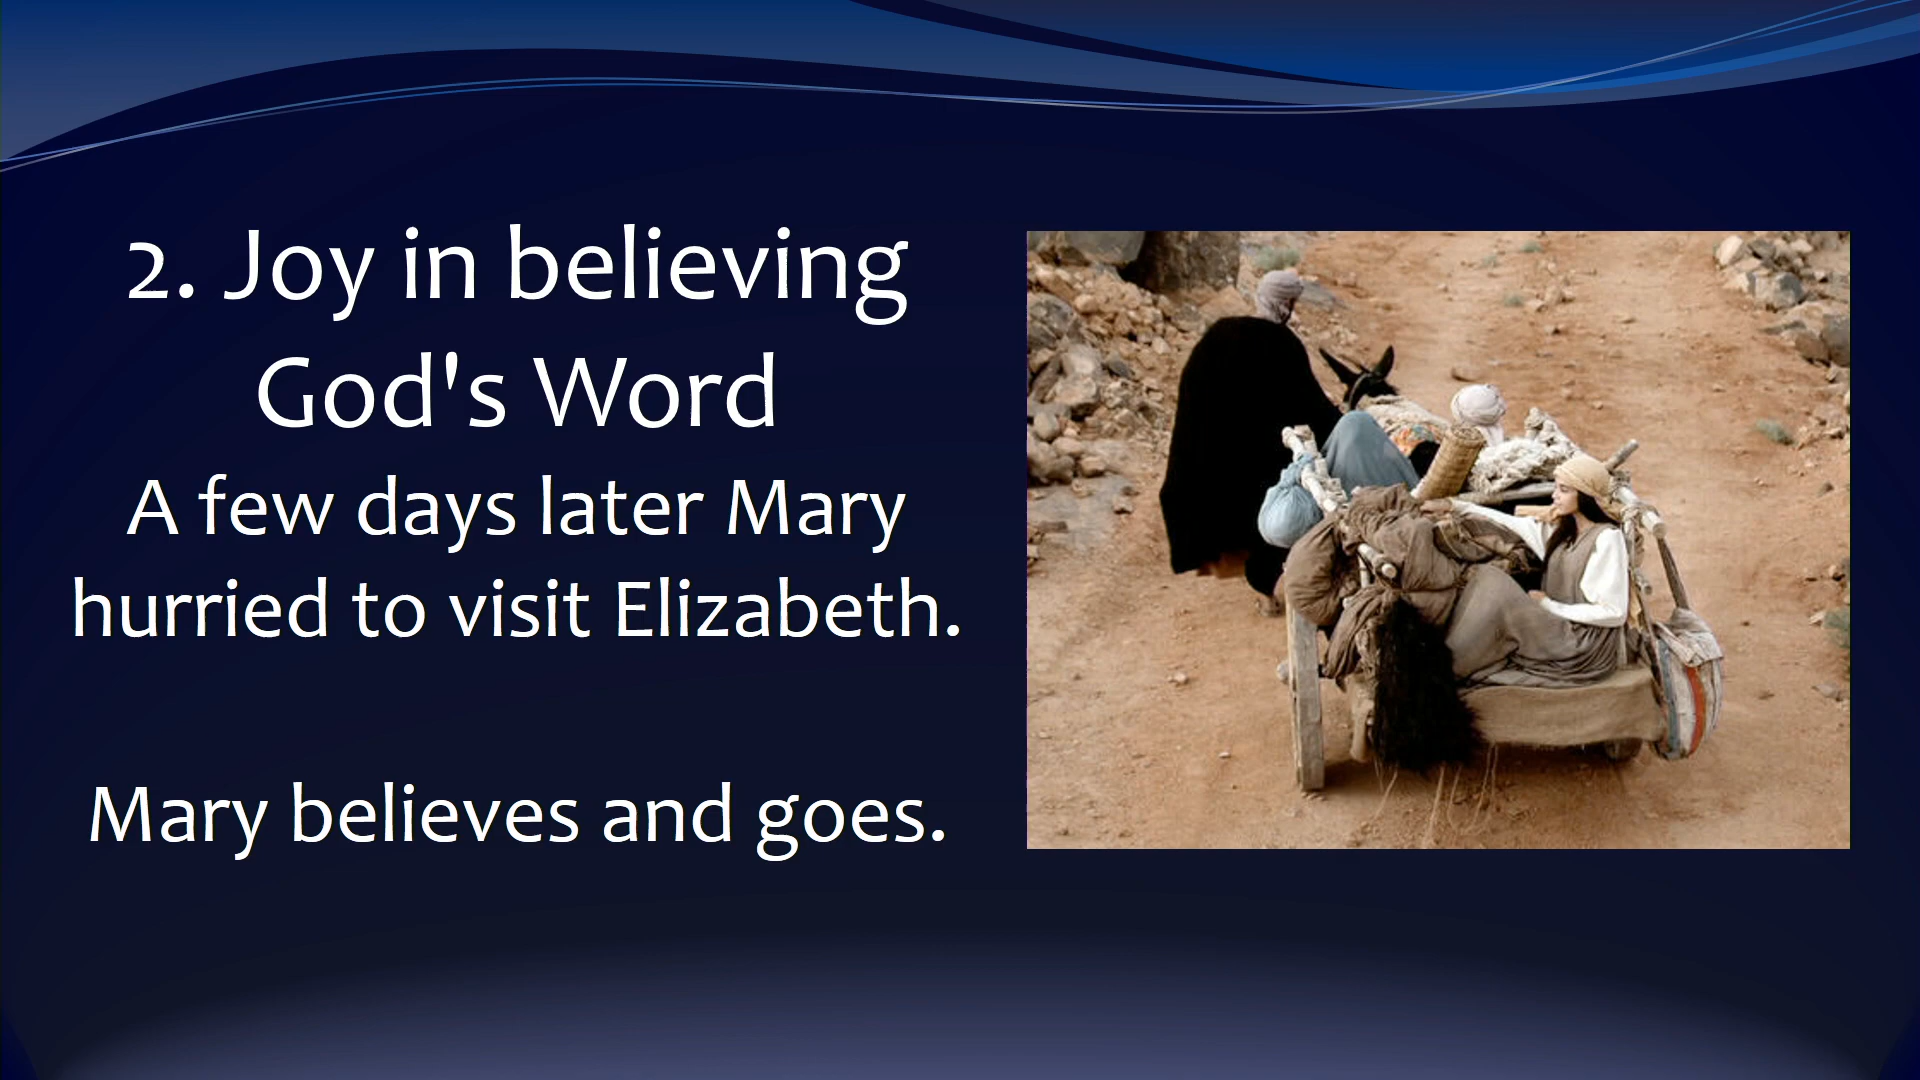 2. Joy in believing
God's Word
A few days later Mary
hurried to visit Elizabeth.
Mary believes and goes.